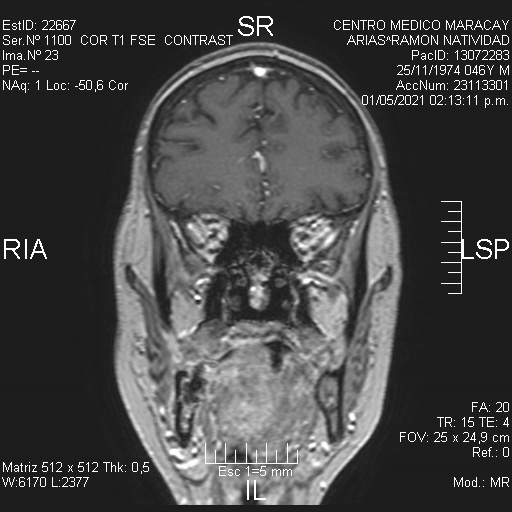 EstID: 22667
Ser.Nº 1100 COR T1 FSE CONTRAST
Ima.Nº 23
PE= --
NAq: 1 Loc: -50,6 Cor
SR
CENTRO MEDICO MARACAY
ARIAS^RAMON NATIVIDAD
PacID: 13072283
25/11/1974 046Y M
AccNum: 23113301
01/05/2021 02:13:11 p.m.
RIA
LSP
FA: 20
TR: 15 TE: 4
FOV: 25 x 24,9 cm
Ref.: 0
Matriz 512 x 512 Thk: 0,5
W:6170 L:2377
Esc 1=5 mm
IL
Mod.: MR